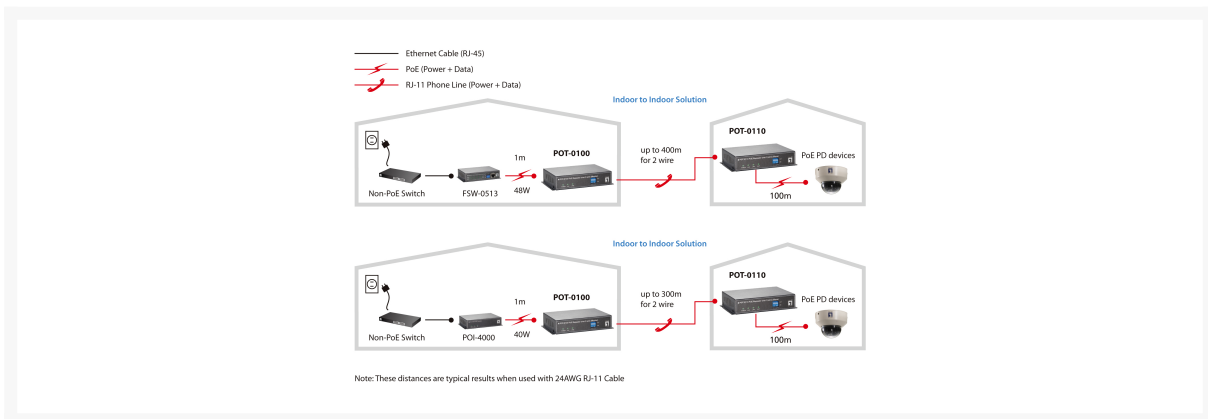 Ethernet Cable (RJ-45)
PoE (Power + Data)
RJ-11 Phone Line (Power + Data)
Indoor to Indoor Solution
POT-0110
1m
POT-0100
up to 400m
for 2 wire
PoE PD devices
Non-PoE Switch
FSW-0513
48W
100m
Indoor to Indoor Solution
POT-0110
1m
POT-0100
up to 300m
for 2 wire
PoE PD devices
Non-PoE Switch
POI-4000
40W
100m
Note: These distances are typical results when used with 24AWG RJ-11 Cable